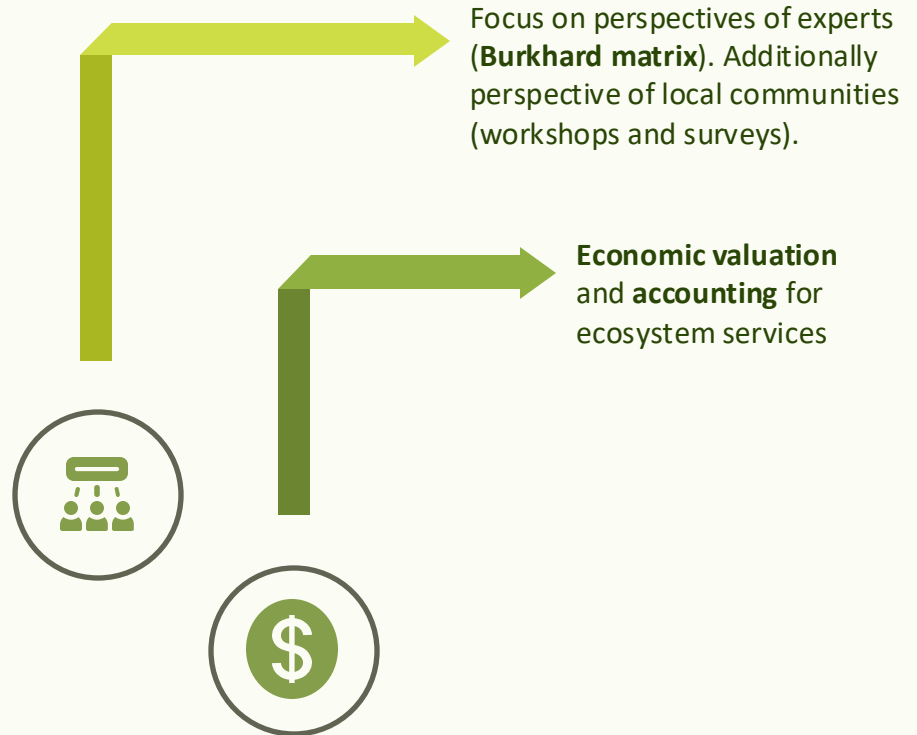 Focus on perspectives of experts
(Burkhard matrix). Additionally
perspective of local communities
(workshops and surveys).
Economic valuation
and accounting for
ecosystem services
$